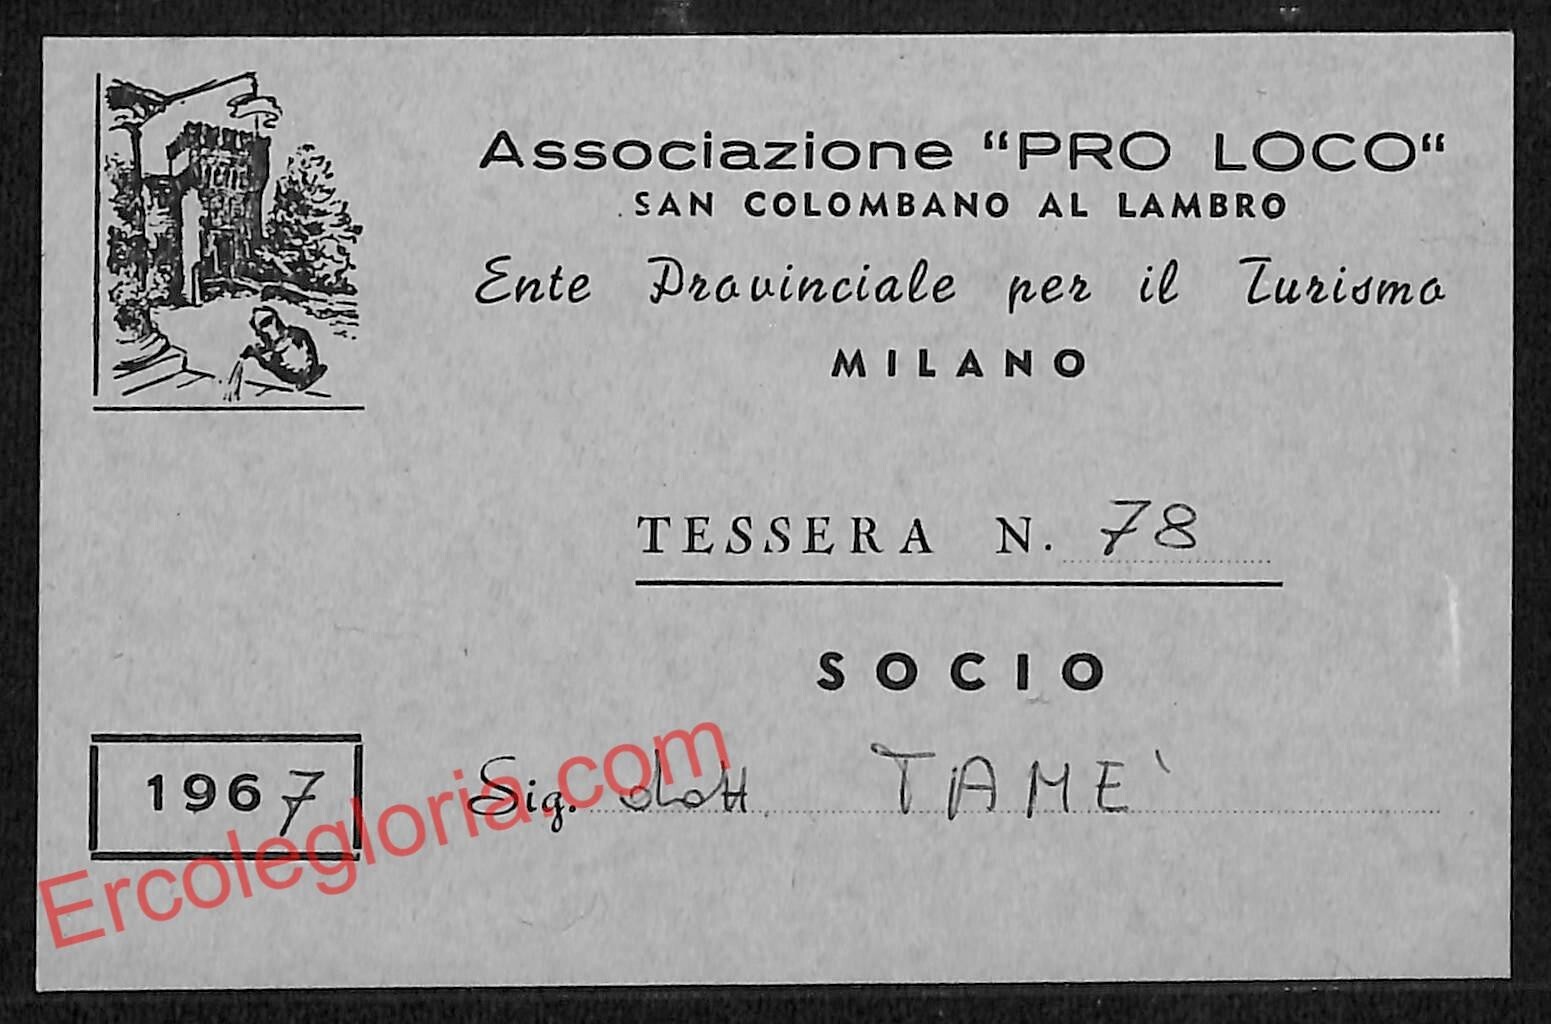 Associazione “PRO LOCO“
SAN COLOMBANO AL LAMBRO
Ente Provinciale per il Turismo
MILANO
TESSERA N. 78
SOCIO
1967
Sig. dott TAME'
Ercolegloria.com